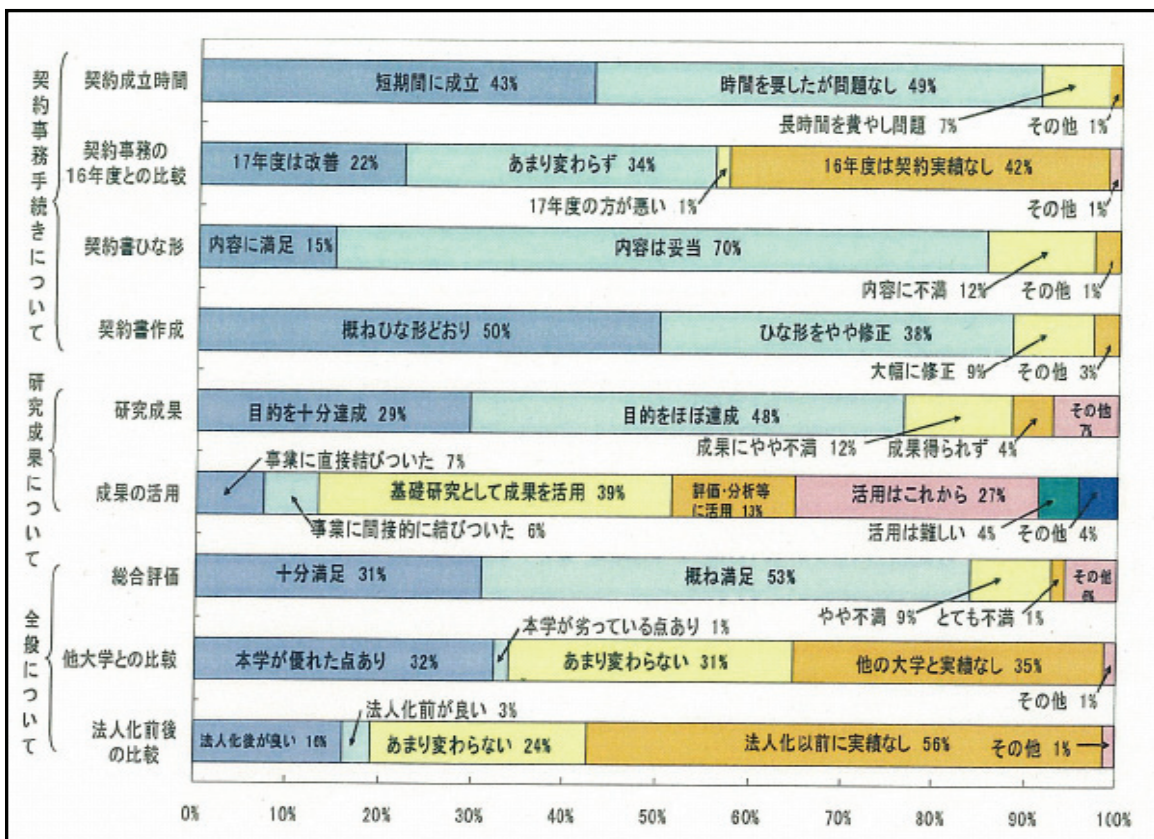 契約事務手続きについて
契約成立時間
短期間に成立 43%
時間を要したが問題なし 49%
長時間を費やし問題 7%
その他 1%
契約事務の
16年度との比較
17年度は改善 22%
あまり変わらず 34%
16年度は契約実績なし 42%
17年度の方が悪い 1%
その他 1%
契約書ひな形
内容に満足 15%
内容は妥当 70%
内容に不満 12%
その他 1%
契約書作成
概ねひな形どおり 50%
ひな形をやや修正 38%
大幅に修正 9%
その他 3%
研究成果について
研究成果
目的を十分達成 29%
目的をほぼ達成 48%
成果にやや不満 12%
成果得られず 4%
その他
7%
事業に直接結びついた 7%
成果の活用
基礎研究として成果を活用 39%
評価・分析等
に活用 13%
活用はこれから 27%
事業に間接的に結びついた 6%
活用は難しい 4%
その他 4%
全般について
総合評価
十分満足 31%
概ね満足 53%
その他
6%
やや不満 9%
とても不満 1%
本学が劣っている点あり 1%
他大学との比較
本学が優れた点あり 32%
あまり変わらない 31%
他の大学と実績なし 35%
その他 1%
法人化前が良い 3%
法人化前後
の比較
法人化後が良い 16%
あまり変わらない 24%
法人化以前に実績なし 56%
その他 1%
0% 10% 20% 30% 40% 50% 60% 70% 80% 90% 100%